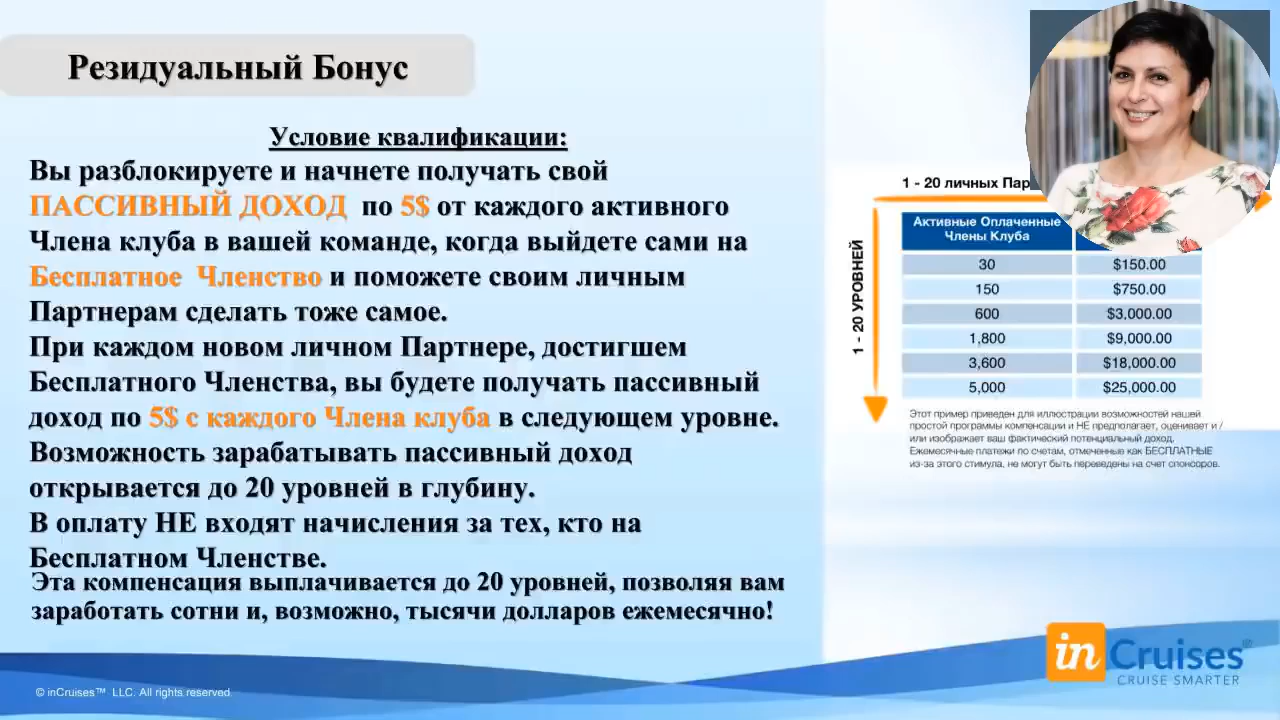 Резидуальный Бонус
Условие квалификации:
Вы разблокируете и начнете получать свой
ПАССИВНЫЙ ДОХОД по 5$ от каждого активного
Члена клуба в вашей команде, когда выйдете сами на
Бесплатное Членство и поможете своим личным
Партнерам сделать тоже самое.
При каждом новом личном Партнере, достигшем
Бесплатного Членства, вы будете получать пассивный
доход по 5$ с каждого Члена клуба в следующем уровне.
Возможность зарабатывать пассивный доход
открывается до 20 уровней в глубину.
В оплату НЕ входят начисления за тех, кто на
Бесплатном Членстве.
Эта компенсация выплачивается до 20 уровней, позволяя вам
заработать сотни и, возможно, тысячи долларов ежемесячно!
1 - 20 личных
1 - 20 УРОВНЕЙ
Активные Оплаченные
Члены Клуба
30 $150.00
150 $750.00
600 $3,000.00
1,800 $9,000.00
3,600 $18,000.00
5,000 $25,000.00
Этот пример приведен для иллюстрации возможностей нашей
простой программы компенсации и НЕ предполагает, оценивает и /
или изображает ваш фактический потенциальный доход.
Ежемесячные платежи по счетам, отмеченные как БЕСПЛАТНЫЕ
из-за этого стимула, не могут быть переведены на счет спонсоров.
inCruises®
CRUISE SMARTER
© inCruises™ LLC. All rights reserved.